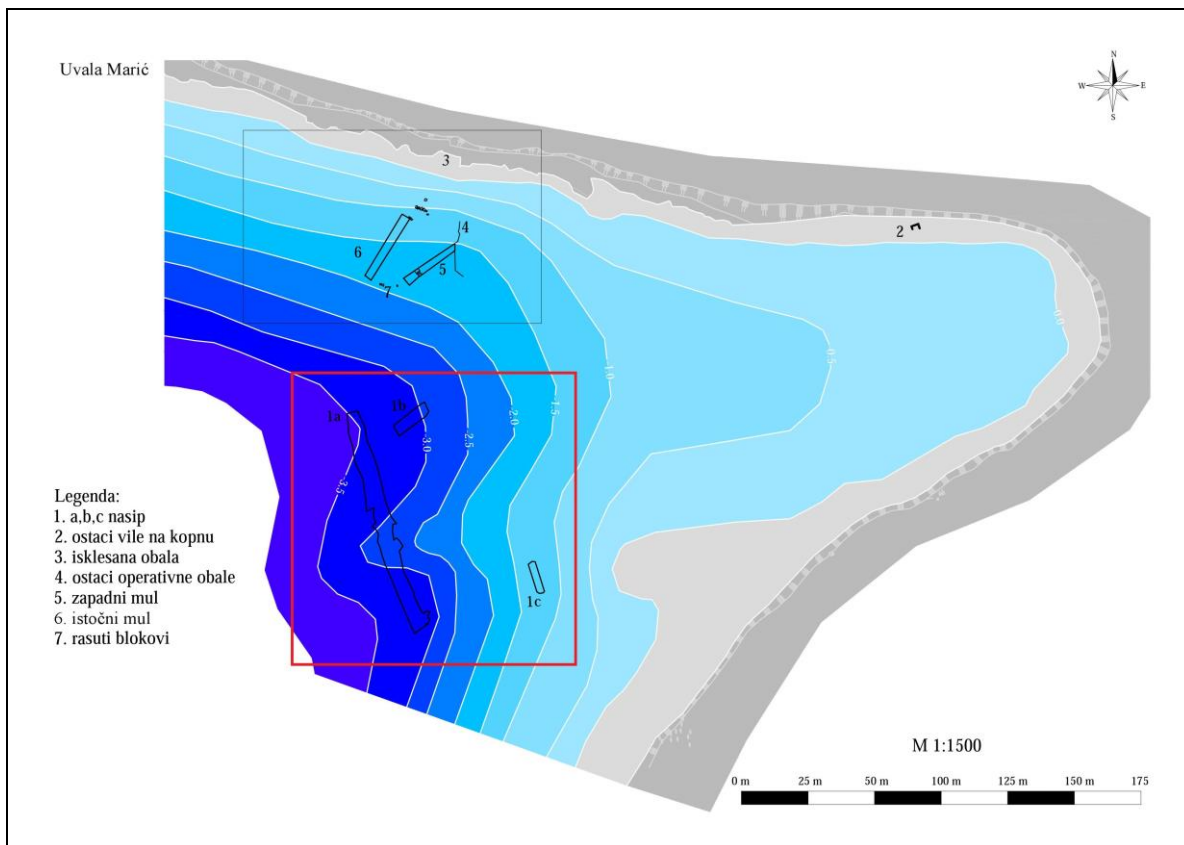 Uvala Marić
N
W
E
S
3
2
4
6
5
7
0.0
0.5
-1.0
-1.5
-2.0
-2.5
-3.0
-3.5
1a
1b
1c
Legenda:
1. a,b,c nasip
2. ostaci vile na kopnu
3. isklesana obala
4. ostaci operativne obale
5. zapadni mul
6. istočni mul
7. rasuti blokovi
M 1:1500
0 m 25 m 50 m 100 m 125 m 150 m 175